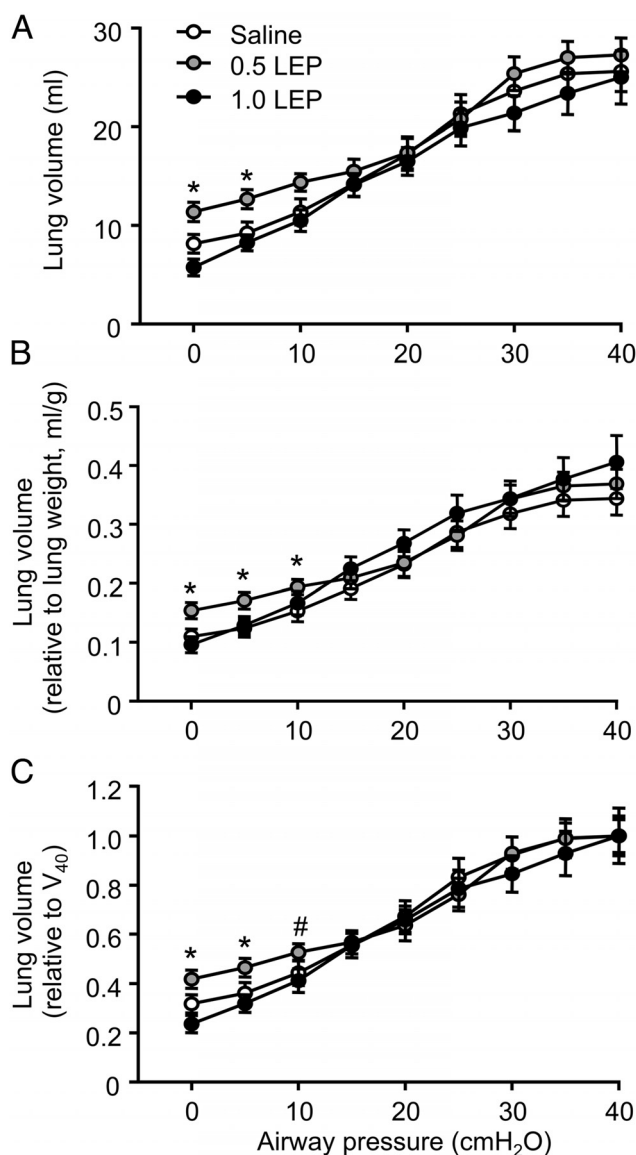 A
Saline
0.5 LEP
1.0 LEP
Lung volume (ml)
30
20
10
0
* *
0 10 20 30 40
B
Lung volume
(relative to lung weight, ml/g)
0.5
0.4
0.3
0.2
0.1
0
* * *
0 10 20 30 40
C
Lung volume
(relative to V₄₀)
1.2
1.0
0.8
0.6
0.4
0.2
0
* * #
0 10 20 30 40
Airway pressure (cmH₂O)